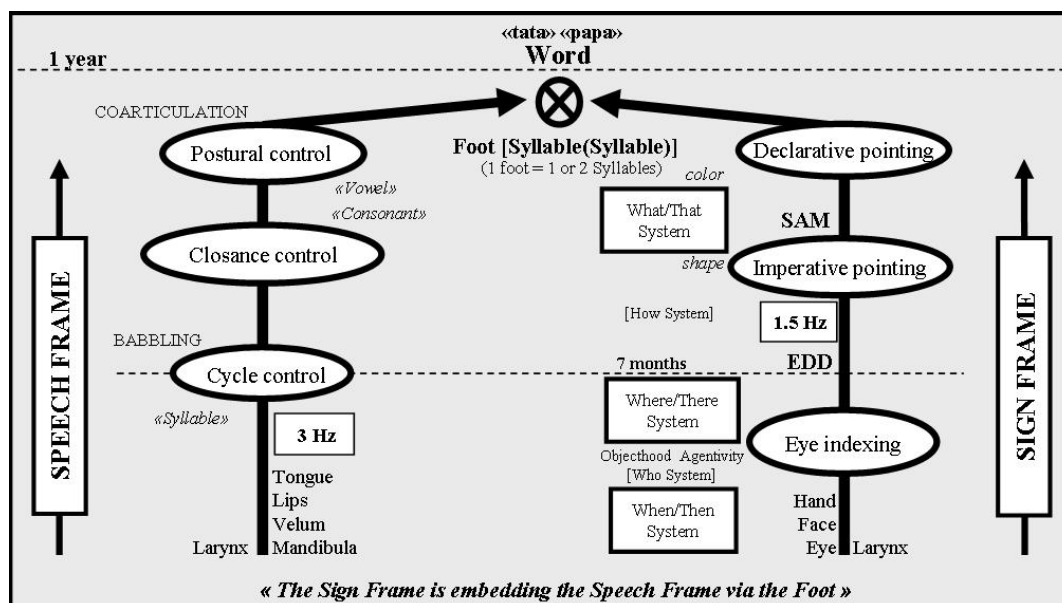 «tata» «papa»
Word
1 year
COARTICULATION
Postural control
Foot [Syllable(Syllable)]
(1 foot = 1 or 2 Syllables)
Declarative pointing
«Vowel»
«Consonant»
color
What/That
System
SAM
shape
Closance control
Imperative pointing
SPEECH FRAME
SIGN FRAME
[How System]
1.5 Hz
BABBLING
7 months
EDD
Cycle control
«Syllable»
3 Hz
Where/There
System
Eye indexing
Objecthood Agentivity
[Who System]
When/Then
System
Tongue
Lips
Velum
Larynx Mandibula
Hand
Face
Eye Larynx
« The Sign Frame is embedding the Speech Frame via the Foot »